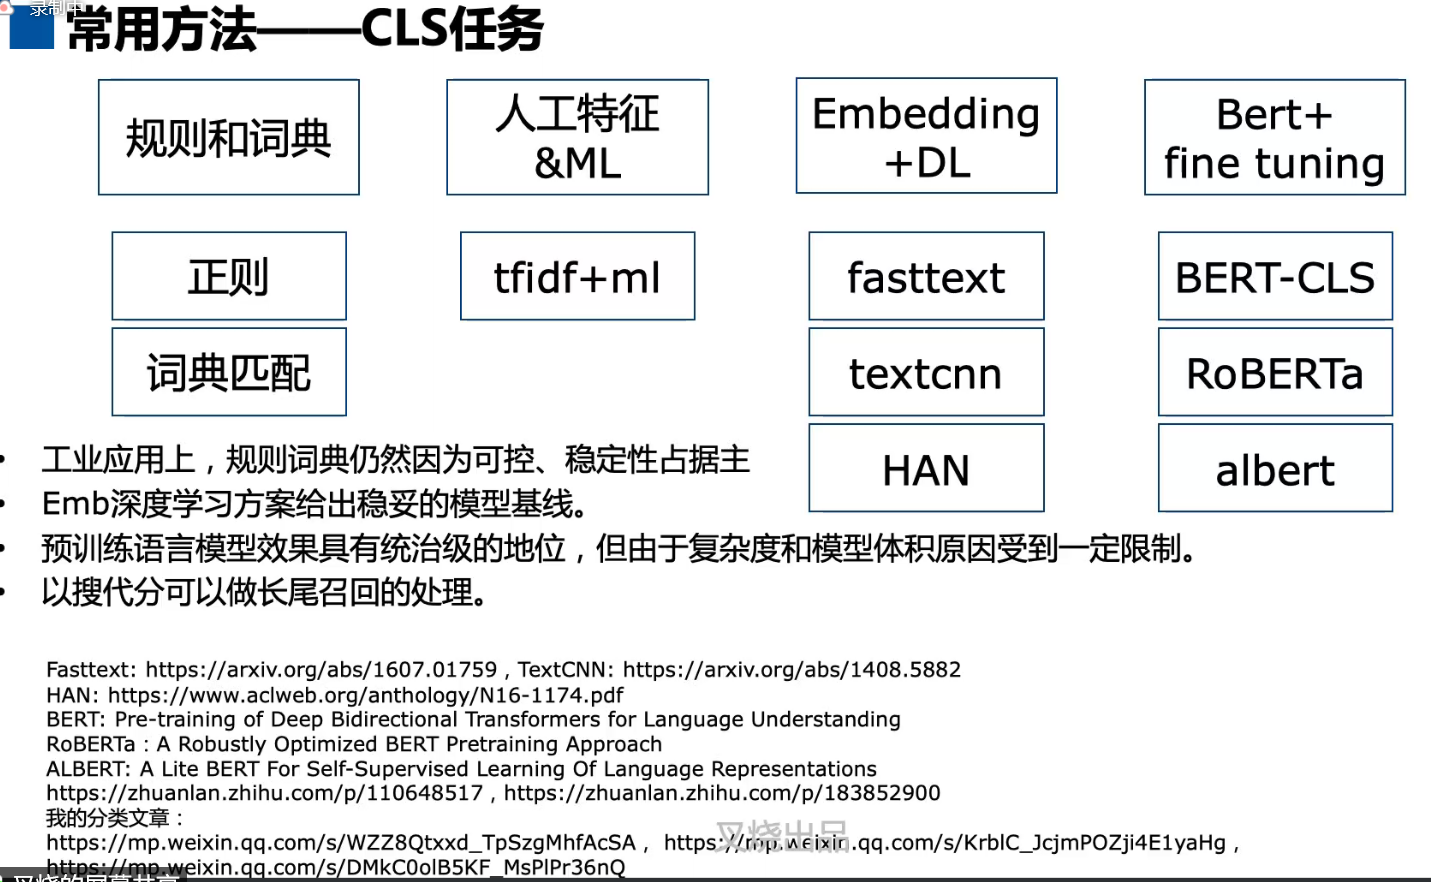 录制中
常用方法——CLS任务
规则和词典
人工特征
&ML
Embedding
+DL
Bert+
fine tuning
正则
tfidf+ml
fasttext
BERT-CLS
词典匹配
textcnn
RoBERTa
HAN
albert
• 工业应用上，规则词典仍然因为可控、稳定性占据主
• Emb深度学习方案给出稳妥的模型基线。
• 预训练语言模型效果具有统治级的地位，但由于复杂度和模型体积原因受到一定限制。
• 以搜代分可以做长尾召回的处理。
Fasttext: https://arxiv.org/abs/1607.01759，TextCNN: https://arxiv.org/abs/1408.5882
HAN: https://www.aclweb.org/anthology/N16-1174.pdf
BERT: Pre-training of Deep Bidirectional Transformers for Language Understanding
RoBERTa：A Robustly Optimized BERT Pretraining Approach
ALBERT: A Lite BERT For Self-Supervised Learning Of Language Representations
https://zhuanlan.zhihu.com/p/110648517，https://zhuanlan.zhihu.com/p/183852900
我的分类文章：
https://mp.weixin.qq.com/s/WZZ8Qtxxd_TpSzgMhfAcSA， https://mp.weixin.qq.com/s/KrblC_JcjmPOZji4E1yaHg，
https://mp.weixin.qq.com/s/DMkC0olB5KF_MsPlPr36nQ
叉烧出品
叉烧的屏幕共享